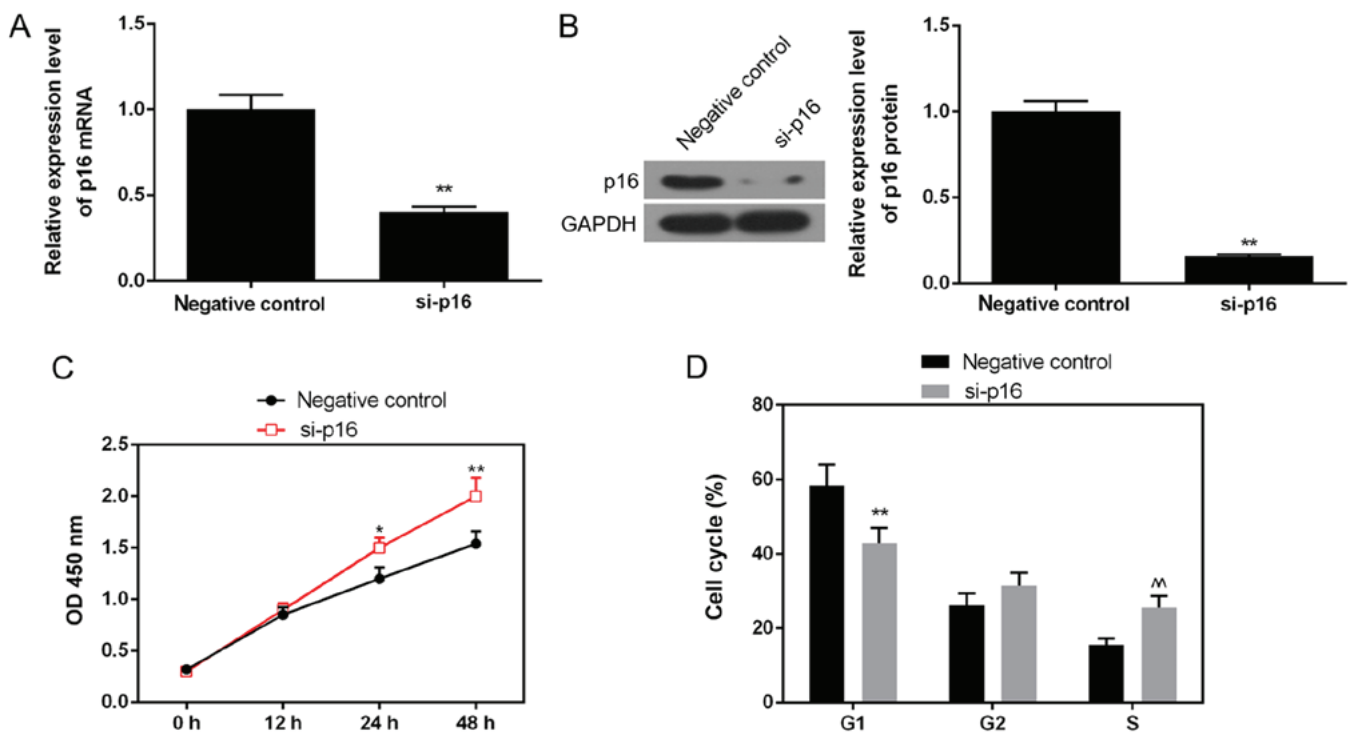 A
Relative expression level
of p16 mRNA
1.5
1.0
0.5
0.0
**
Negative control
si-p16
B
Negative control
si-p16
p16
GAPDH
Relative expression level
of p16 protein
1.5
1.0
0.5
0.0
**
Negative control
si-p16
C
Negative control
si-p16
OD 450 nm
2.5
2.0
1.5
1.0
0.5
0.0
*
**
0 h
12 h
24 h
48 h
D
Negative control
si-p16
Cell cycle (%)
80
60
40
20
0
**
^^
G1
G2
S